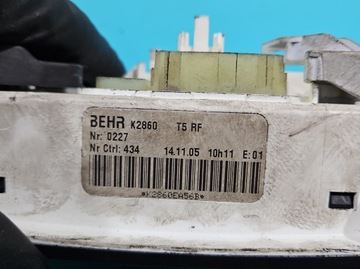 BEHR K2860 T5 RF
Nr: 0227
Nr Ctrl: 434 14.11.05 10h11 E:01
*K2860EA56B*